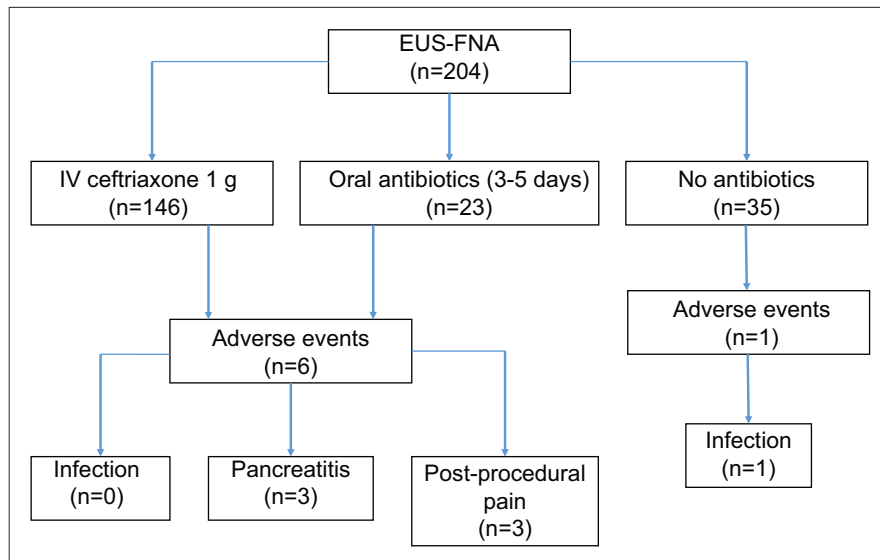 EUS-FNA
(n=204)
IV ceftriaxone 1 g
(n=146)
Oral antibiotics (3-5 days)
(n=23)
No antibiotics
(n=35)
Adverse events
(n=6)
Adverse events
(n=1)
Infection
(n=0)
Pancreatitis
(n=3)
Post-procedural
pain
(n=3)
Infection
(n=1)